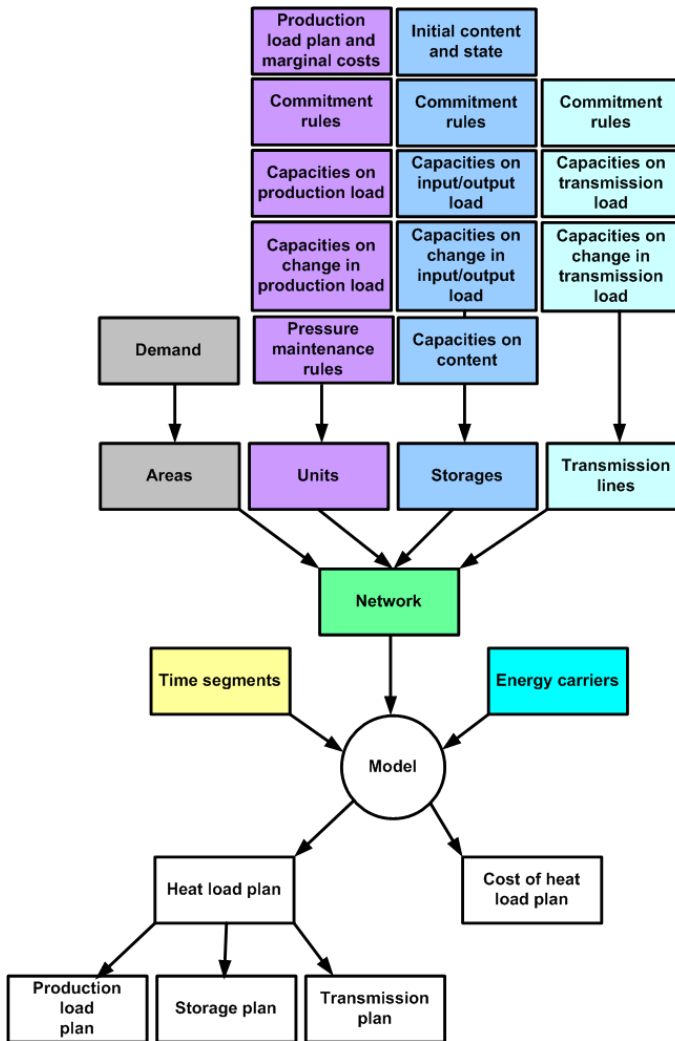 Production
load plan and
marginal costs
Initial content
and state
Commitment
rules
Commitment
rules
Commitment
rules
Capacities on
production load
Capacities on
input/output
load
Capacities on
transmission
load
Capacities on
change in
production load
Capacities on
change in
input/output
load
Capacities on
change in
transmission
load
Demand
Pressure
maintenance
rules
Capacities on
content
Areas
Units
Storages
Transmission
lines
Network
Time segments
Energy carriers
Model
Heat load plan
Cost of heat
load plan
Production
load
plan
Storage plan
Transmission
plan